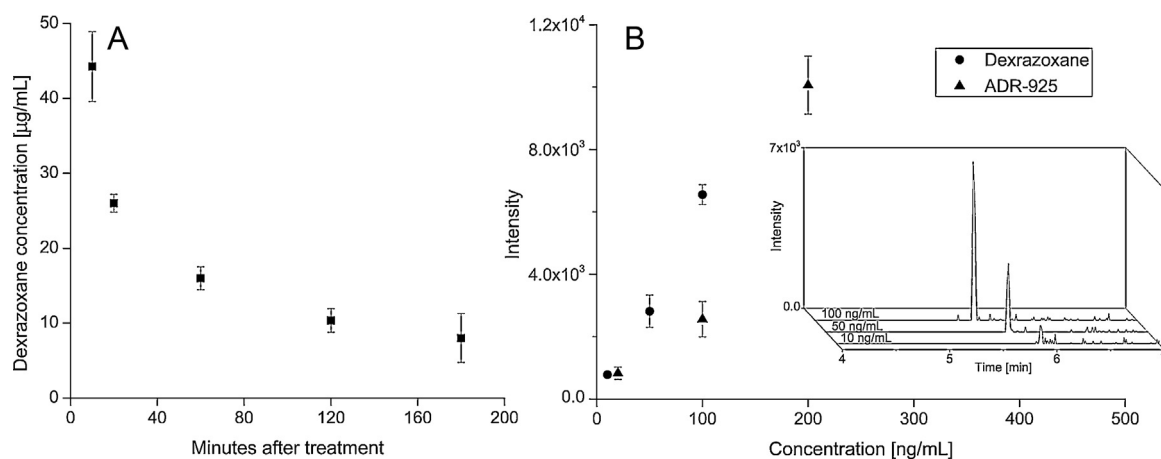 A
Dexrazoxane concentration [µg/mL]
50
40
30
20
10
0
0 40 80 120 160 200
Minutes after treatment
B
Intensity
1.2x10⁴
8.0x10³
4.0x10³
0.0
0 100 200 300 400 500
Concentration [ng/mL]
Dexrazoxane
ADR-925
7x10³
Intensity
0.0
100 ng/mL
50 ng/mL
10 ng/mL
4 5 6
Time [min]